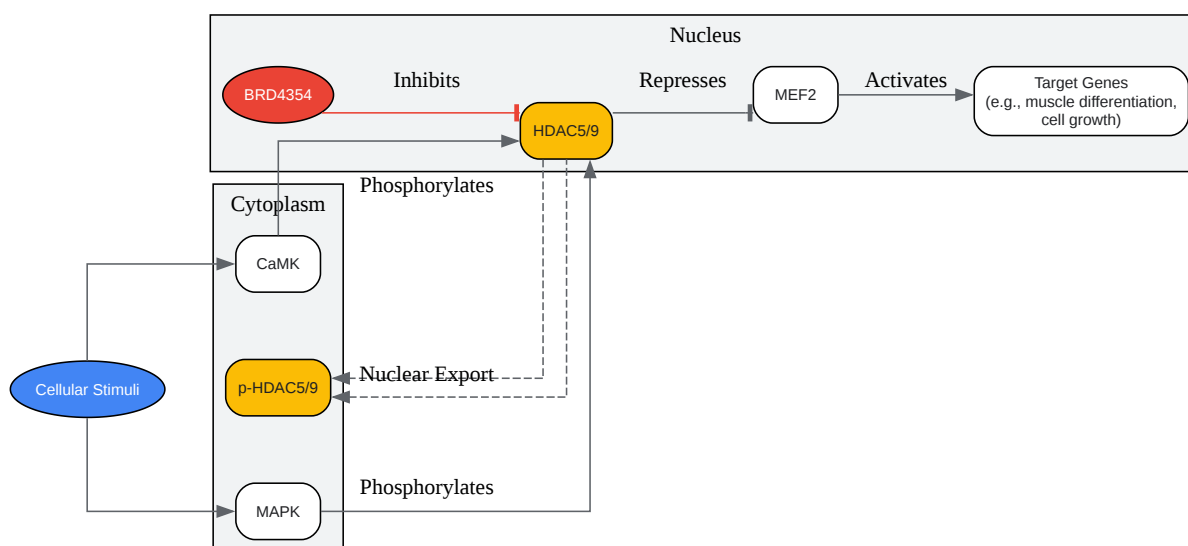 Nucleus
BRD4354
Inhibits
HDAC5/9
Represses
MEF2
Activates
Target Genes
(e.g., muscle differentiation,
cell growth)
Phosphorylates
Cytoplasm
CaMK
Cellular Stimuli
p-HDAC5/9
Nuclear Export
MAPK
Phosphorylates